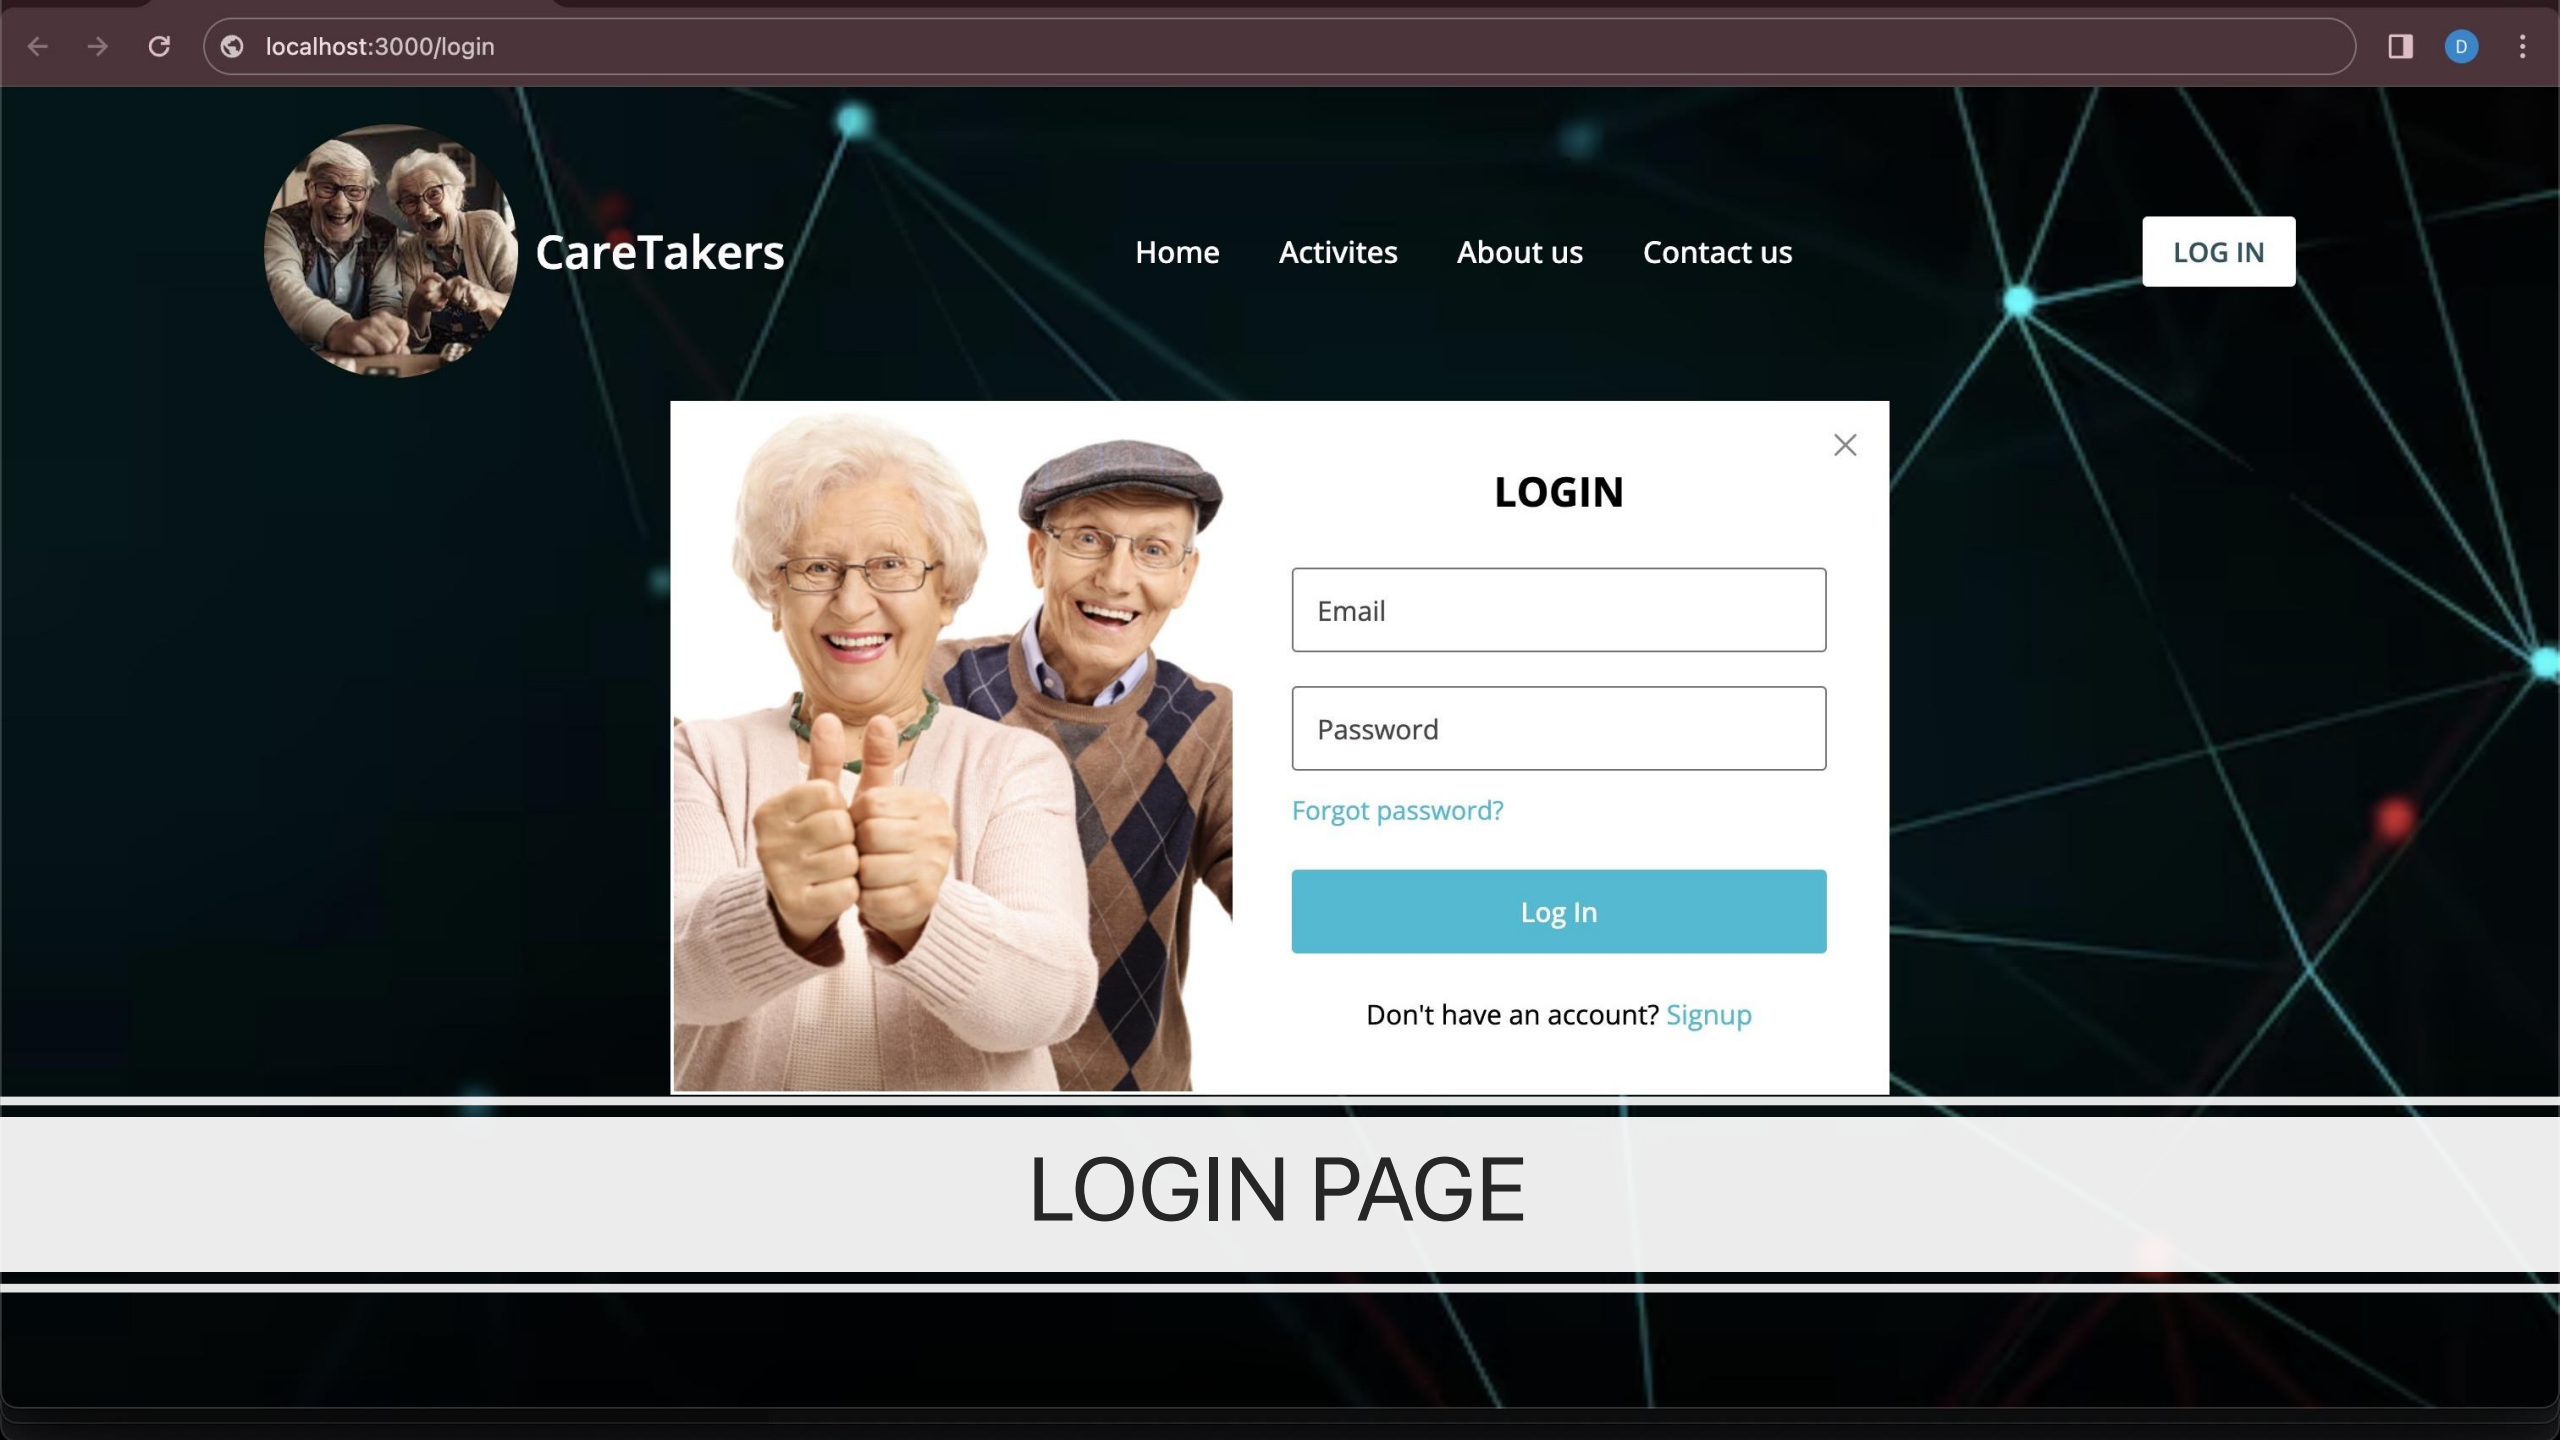 localhost:3000/login
D
CareTakers
Home
Activites
About us
Contact us
LOG IN
LOGIN
Email
Password
Forgot password?
Log In
Don't have an account? Signup
LOGIN PAGE